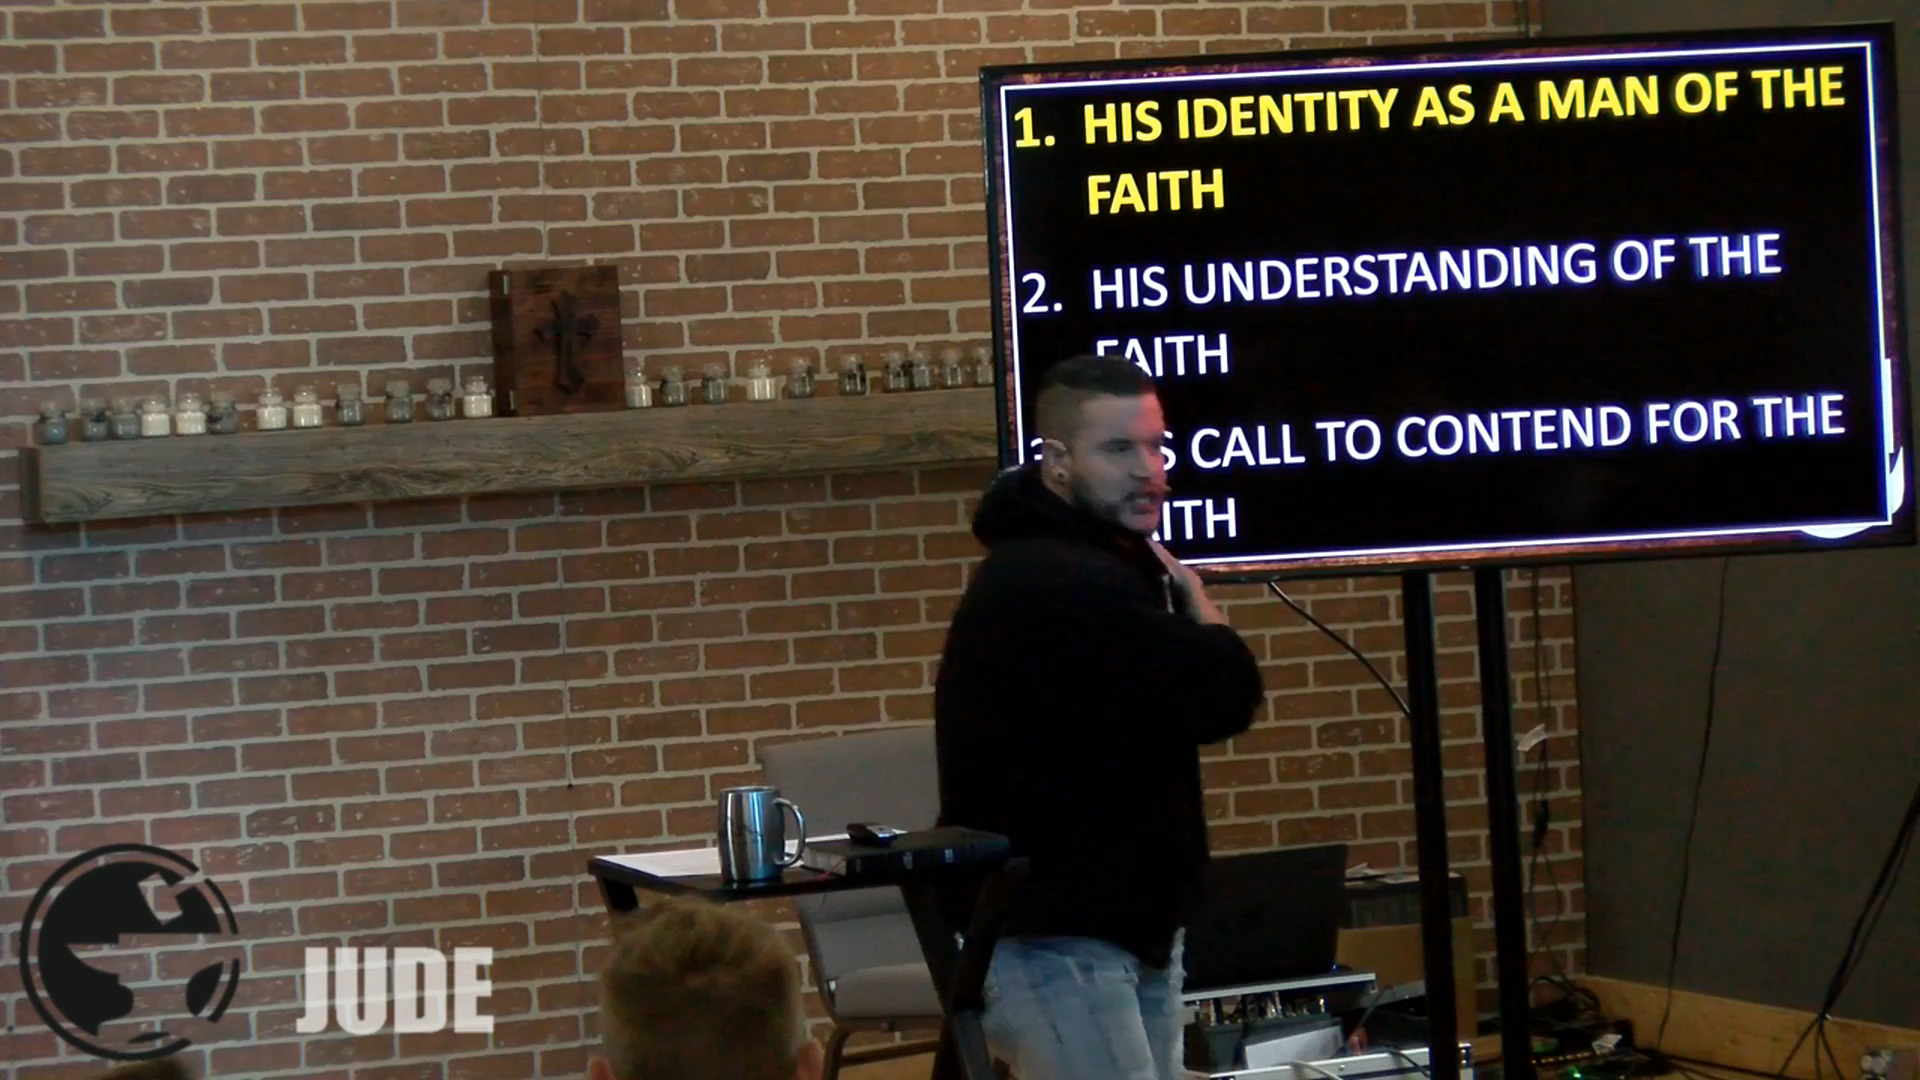 1. HIS IDENTITY AS A MAN OF THE
FAITH
2. HIS UNDERSTANDING OF THE
FAITH
CALL TO CONTEND FOR THE
JUDE